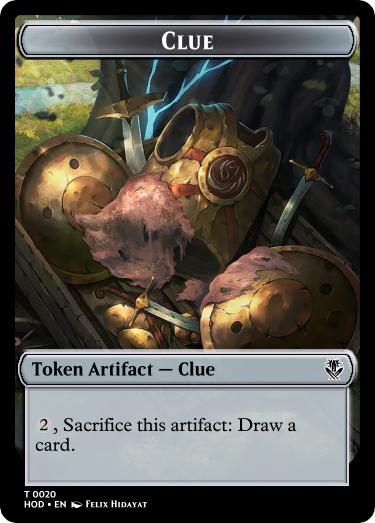 Clue
Token Artifact — Clue
2, Sacrifice this artifact: Draw a
card.
T 0020
HOD • EN Felix Hidayat